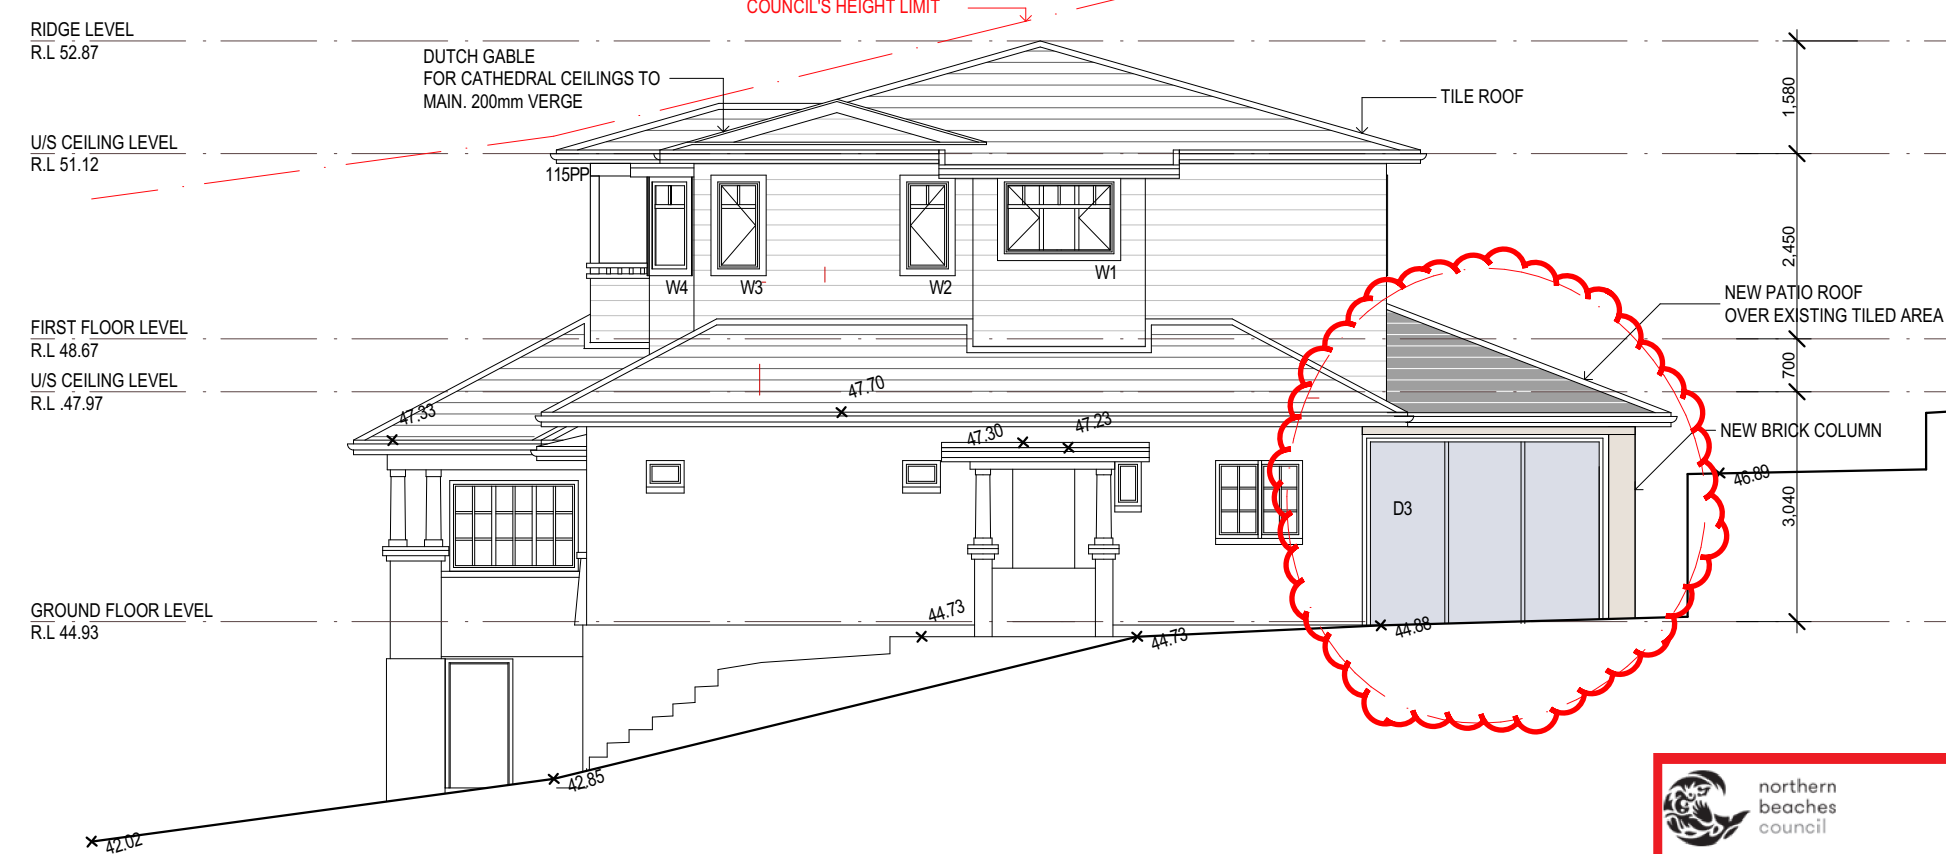 COUNCIL'S HEIGHT LIMIT
RIDGE LEVEL
R.L 52.87
DUTCH GABLE
FOR CATHEDRAL CEILINGS TO
MAIN. 200mm VERGE
TILE ROOF
1,580
U/S CEILING LEVEL
R.L 51.12
115PP
2,450
W1
W4
W3
W2
NEW PATIO ROOF
OVER EXISTING TILED AREA
FIRST FLOOR LEVEL
R.L 48.67
700
U/S CEILING LEVEL
R.L .47.97
47.33
47.70
47.30
47.23
NEW BRICK COLUMN
46.89
D3
3,040
GROUND FLOOR LEVEL
R.L 44.93
44.73
44.73
44.88
42.85
42.02
northern
beaches
council